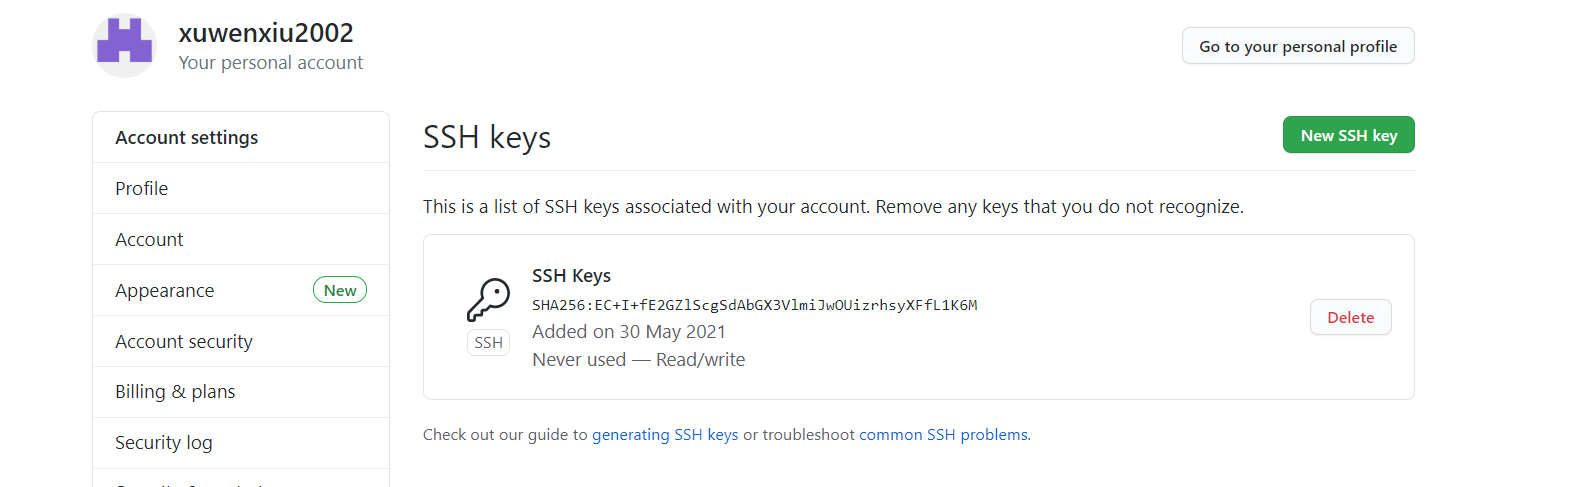 xuwenxiu2002
Your personal account
Go to your personal profile
Account settings
Profile
Account
Appearance New
Account security
Billing & plans
Security log
SSH keys
New SSH key
This is a list of SSH keys associated with your account. Remove any keys that you do not recognize.
SSH Keys
SHA256:EC+I+fE2GZlScgSdAbGX3VlmiJwOUizrhsyXFfL1K6M
Added on 30 May 2021
Never used — Read/write
SSH
Delete
Check out our guide to generating SSH keys or troubleshoot common SSH problems.